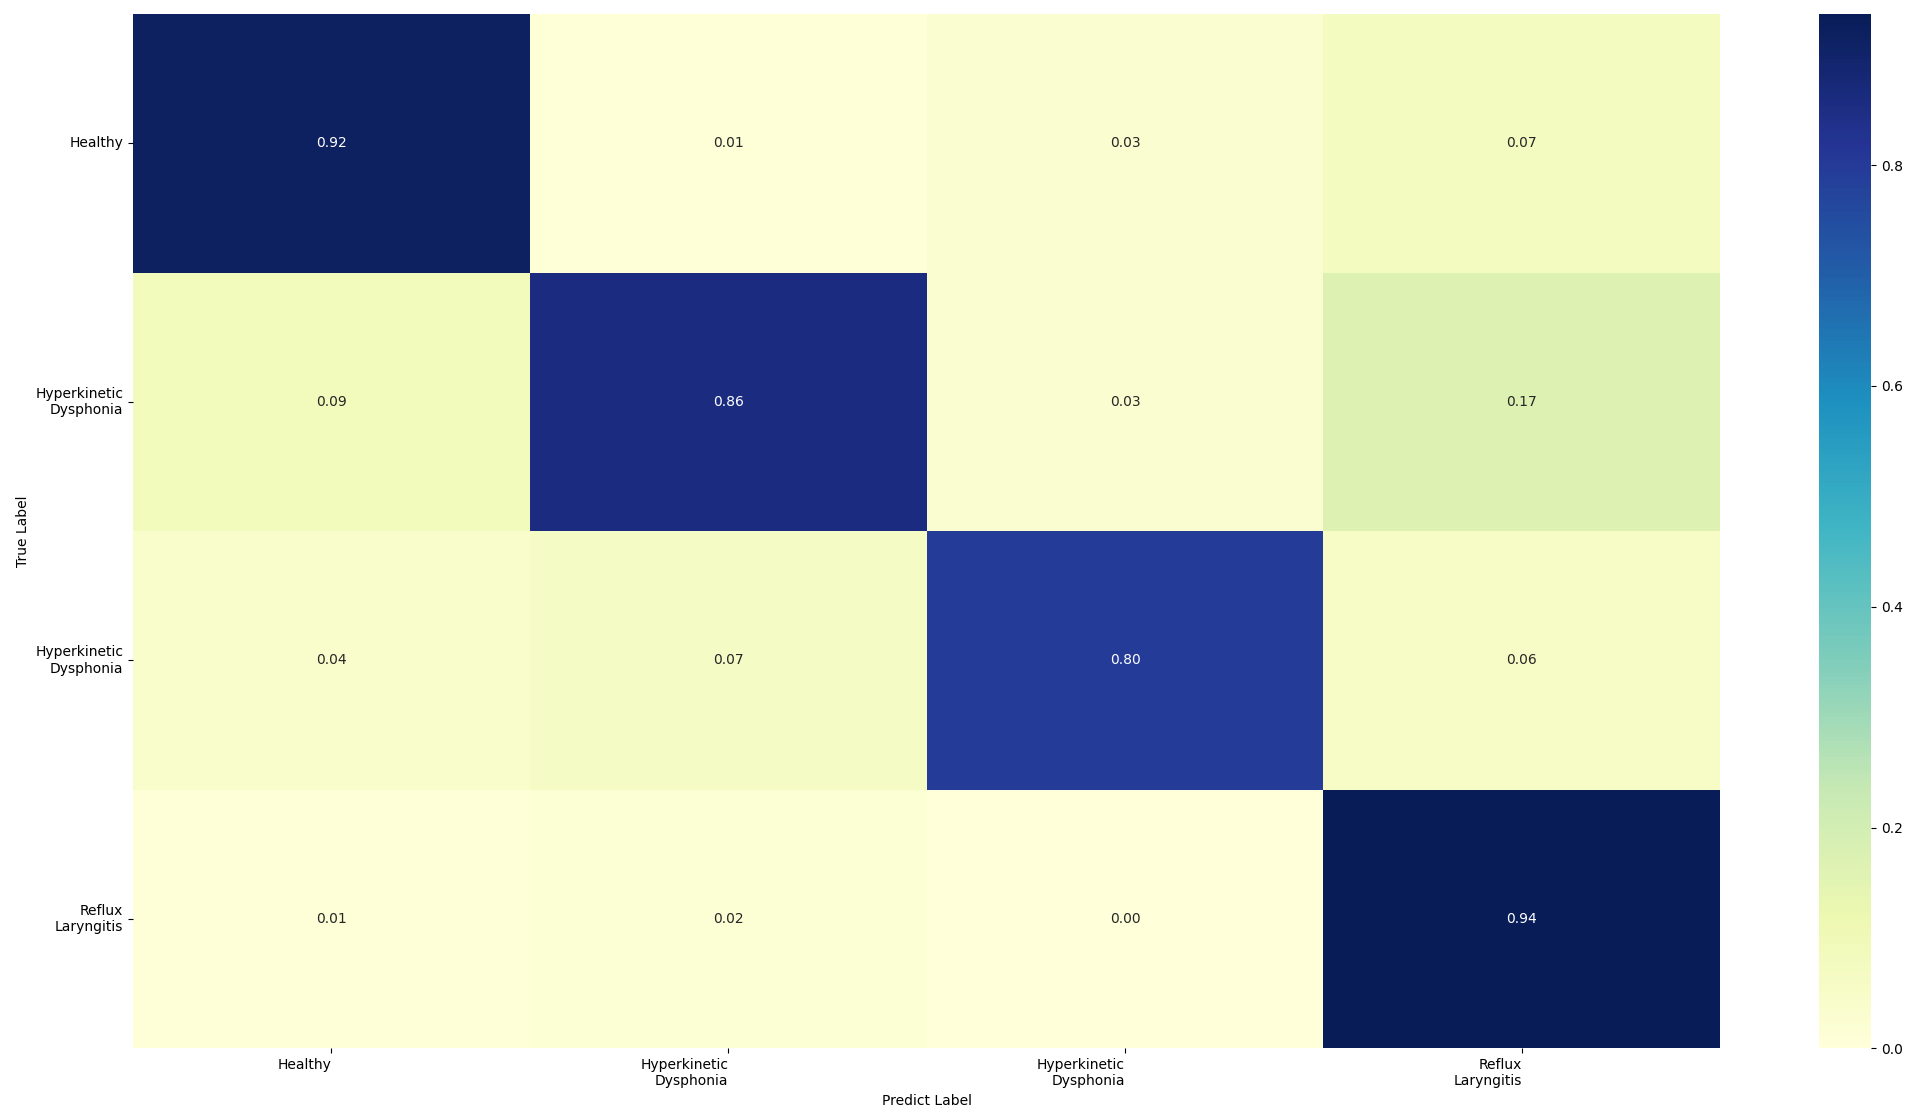 Healthy
0.92
0.01
0.03
0.07
0.8
Hyperkinetic
Dysphonia
0.09
0.86
0.03
0.17
0.6
True Label
Hyperkinetic
Dysphonia
0.04
0.07
0.80
0.06
0.4
Reflux
Laryngitis
0.01
0.02
0.00
0.94
0.2
0.0
Healthy
Hyperkinetic
Dysphonia
Hyperkinetic
Dysphonia
Reflux
Laryngitis
Predict Label